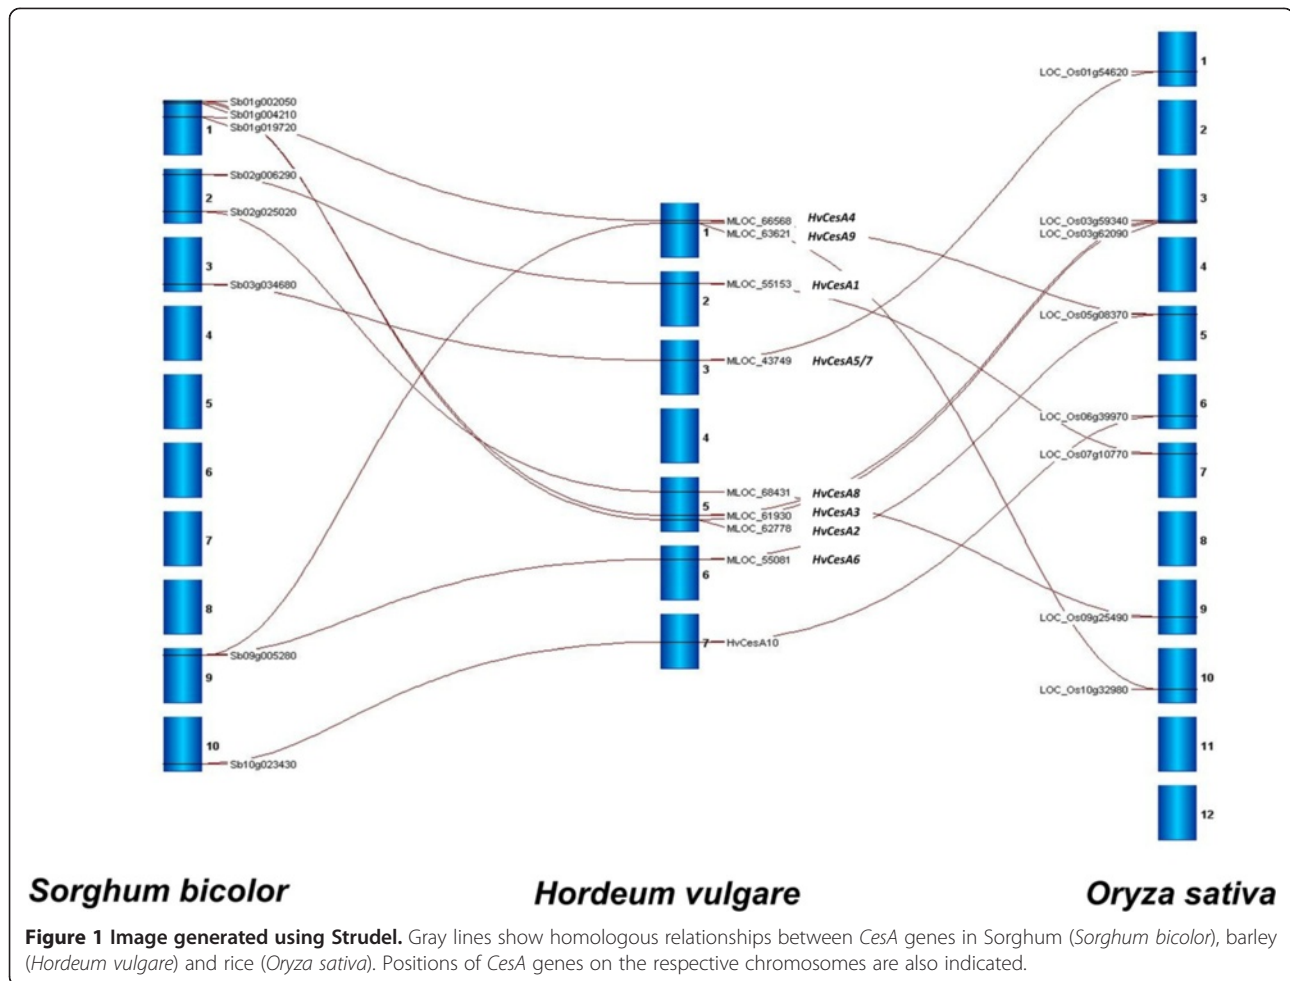 Sb01g002050
Sb01g004210
Sb01g019720
1
Sb02g006290
2
Sb02g025020
3
Sb03g034680
4
5
6
7
8
Sb09g005280
9
10
Sb10g023430
MLOC_66568 HvCesA4
1
MLOC_63621 HvCesA9
MLOC_55153 HvCesA1
2
MLOC_43749 HvCesA5/7
3
4
MLOC_68431 HvCesA8
5
MLOC_61930 HvCesA3
MLOC_62778 HvCesA2
MLOC_55081 HvCesA6
6
7 HvCesA10
1
LOC_Os01g54620
2
3
LOC_Os03g59340
LOC_Os03g62090
4
LOC_Os05g08370
5
6
LOC_Os06g39970
LOC_Os07g10770
7
8
9
LOC_Os09g25490
10
LOC_Os10g32980
11
12
Sorghum bicolor
Hordeum vulgare
Oryza sativa
Figure 1 Image generated using Strudel. Gray lines show homologous relationships between CesA genes in Sorghum (Sorghum bicolor), barley
(Hordeum vulgare) and rice (Oryza sativa). Positions of CesA genes on the respective chromosomes are also indicated.